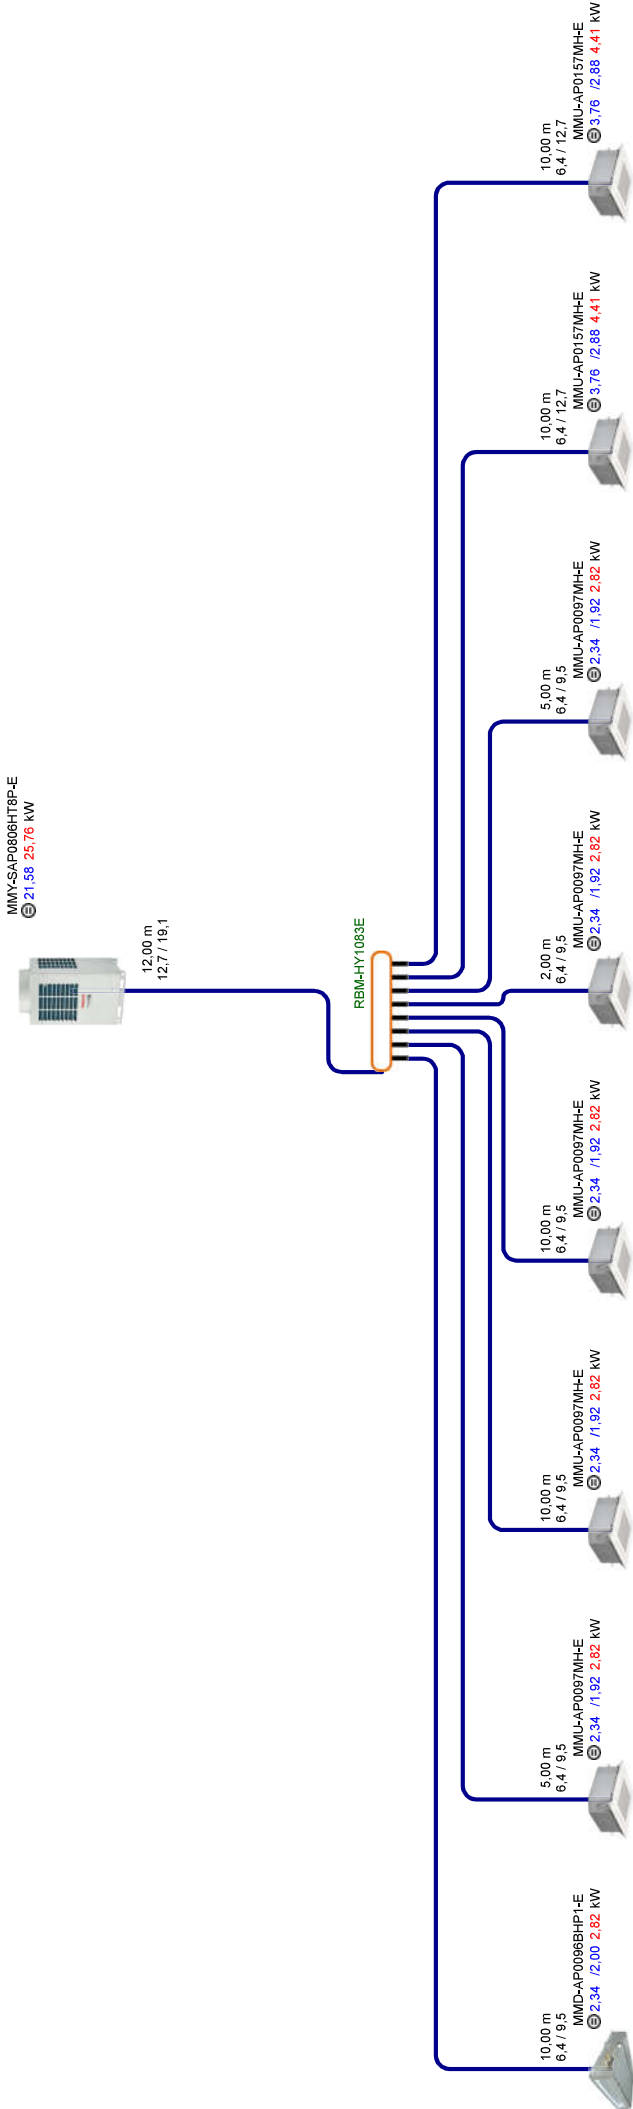 MMY-SAP0806HT8P-E
21,58 25,76 kW
12,00 m
12,7 / 19,1
RBM-HY1083E
10,00 m
6,4 / 9,5
MMD-AP0096BHP1-E
2,34 /2,00 2,82 kW
5,00 m
6,4 / 9,5
MMU-AP0097MH-E
2,34 /1,92 2,82 kW
10,00 m
6,4 / 9,5
MMU-AP0097MH-E
2,34 /1,92 2,82 kW
10,00 m
6,4 / 9,5
MMU-AP0097MH-E
2,34 /1,92 2,82 kW
2,00 m
6,4 / 9,5
MMU-AP0097MH-E
2,34 /1,92 2,82 kW
5,00 m
6,4 / 9,5
MMU-AP0097MH-E
2,34 /1,92 2,82 kW
10,00 m
6,4 / 12,7
MMU-AP0157MH-E
3,76 /2,88 4,41 kW
10,00 m
6,4 / 12,7
MMU-AP0157MH-E
3,76 /2,88 4,41 kW